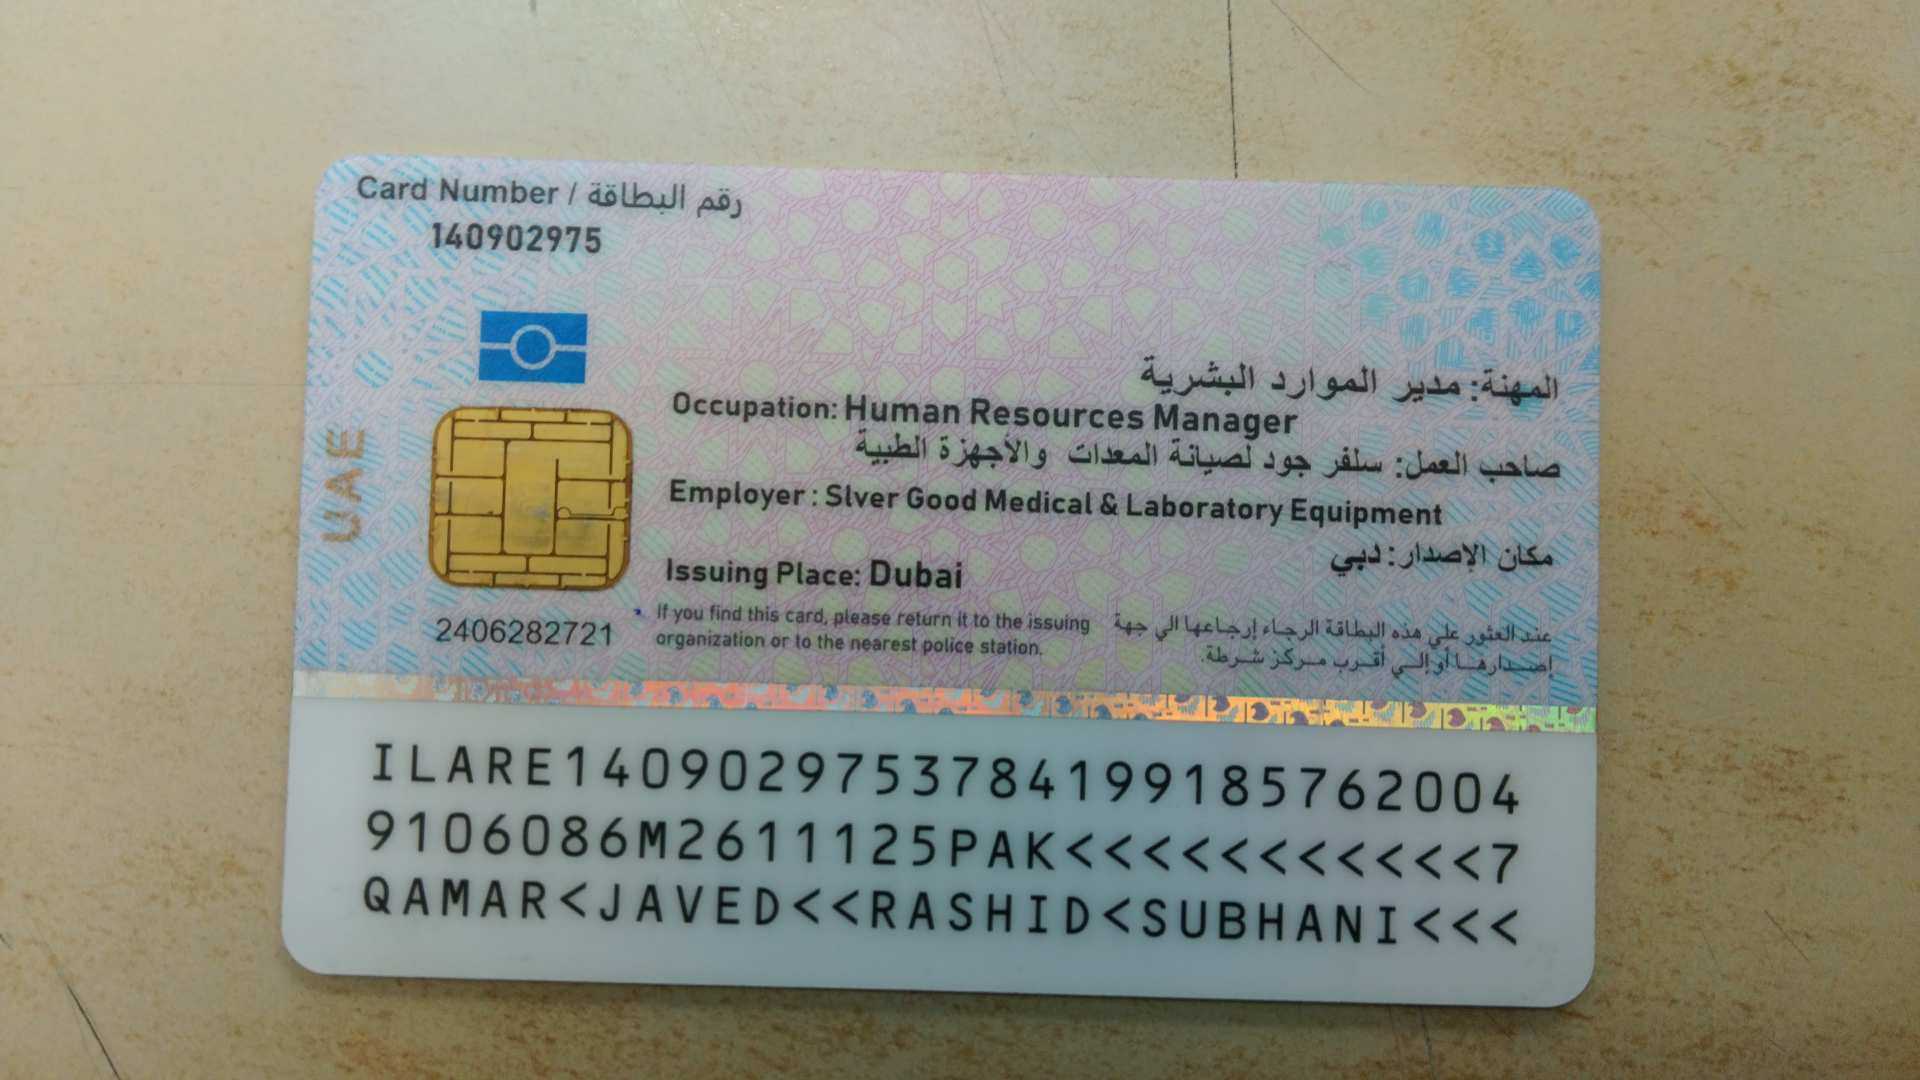 Card Number / رقم البطاقة
140902975
المهنة: مدير الموارد البشرية
Occupation: Human Resources Manager
صاحب العمل: سلفر جود لصيانة المعدات والأجهزة الطبية
Employer : Slver Good Medical & Laboratory Equipment
مكان الإصدار: دبي
Issuing Place: Dubai
UAE
2406282721
If you find this card, please return it to the issuing
organization or to the nearest police station.
عند العثور علي هذه البطاقة الرجاء إرجاعها الي جهة
إصدارها أو إلي أقرب مركز شرطة.
ILARE1409029753784199185762004
9106086M2611125PAK<<<<<<<<<<<7
QAMAR<JAVED<<RASHID<SUBHANI<<<